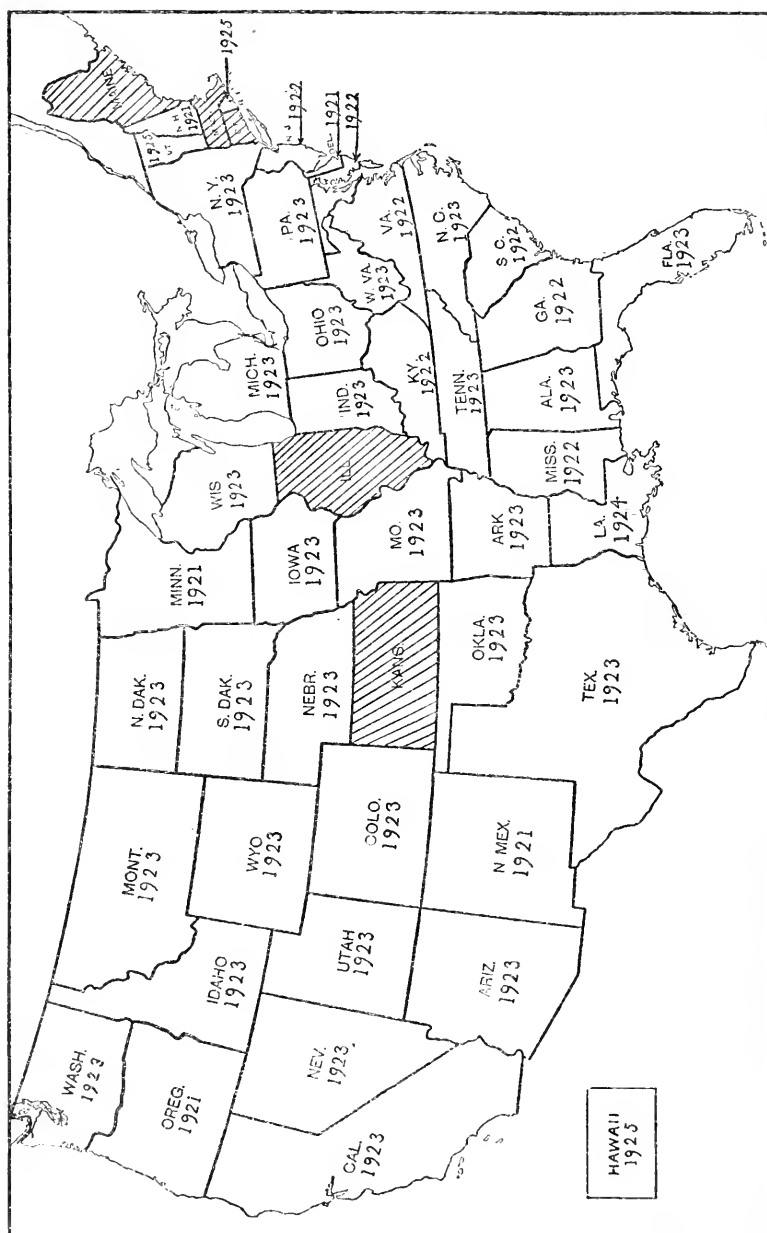 WASH.
1923
OREG.
1921
CAL.
1923
NEV.
1923
IDAHO
1923
MONT.
1923
WYO
1923
UTAH
1923
ARIZ.
1923
COLO.
1923
N MEX.
1921
N. DAK.
1923
S. DAK.
1923
NEBR.
1923
KANS.
OKLA.
1923
TEX.
1923
MINN.
1921
IOWA
1923
MO.
1923
ARK
1923
LA.
1924
WIS
1923
ILL
MICH.
1923
IND.
1923
OHIO
1923
KY.
1922
TENN.
1923
MISS.
1922
ALA.
1923
GA.
1922
FLA.
1923
S C.
1922
N. C.
1923
VA.
1922
W. VA.
1923
PA.
1923
N. Y.
1923
1925
VT
N H
1921
MAINE
1925
N J
1922
DEL
1921
1922
HAWAII
1925